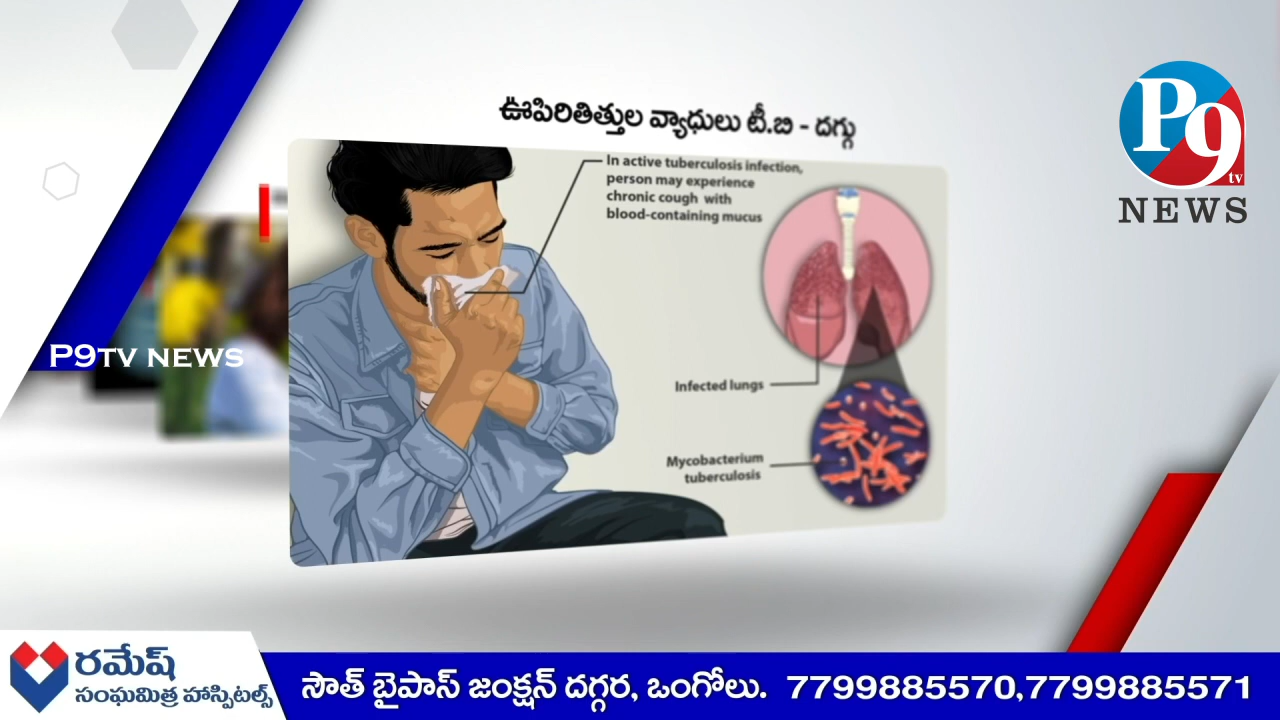 ఊపిరితిత్తుల వ్యాధులు టీ.బి - దగ్గు
P9
tv
NEWS
In active tuberculosis infection,
person may experience
chronic cough with
blood-containing mucus
P9TV NEWS
Infected lungs
Mycobacterium
tuberculosis
రమేష్
సంఘమిత్ర హాస్పిటల్స్
సౌత్ బైపాస్ జంక్షన్ దగ్గర, ఒంగోలు. 7799885570,7799885571